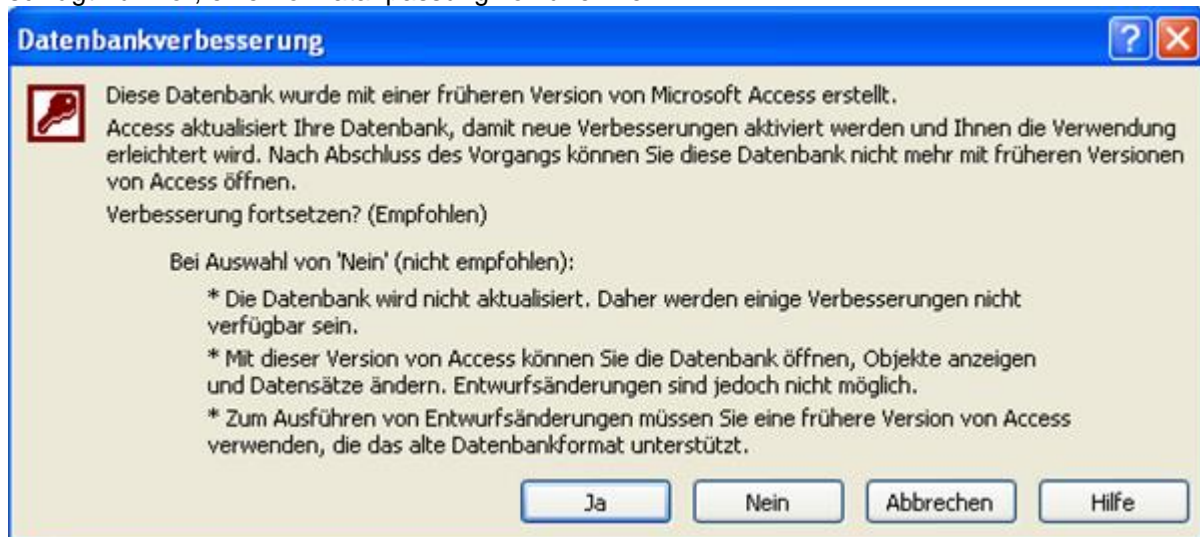 Datenbankverbesserung
Diese Datenbank wurde mit einer früheren Version von Microsoft Access erstellt.
Access aktualisiert Ihre Datenbank, damit neue Verbesserungen aktiviert werden und Ihnen die Verwendung
erleichtert wird. Nach Abschluss des Vorgangs können Sie diese Datenbank nicht mehr mit früheren Versionen
von Access öffnen.
Verbesserung fortsetzen? (Empfohlen)
Bei Auswahl von 'Nein' (nicht empfohlen):
* Die Datenbank wird nicht aktualisiert. Daher werden einige Verbesserungen nicht
verfügbar sein.
* Mit dieser Version von Access können Sie die Datenbank öffnen, Objekte anzeigen
und Datensätze ändern. Entwurfsänderungen sind jedoch nicht möglich.
* Zum Ausführen von Entwurfsänderungen müssen Sie eine frühere Version von Access
verwenden, die das alte Datenbankformat unterstützt.
Ja Nein Abbrechen Hilfe